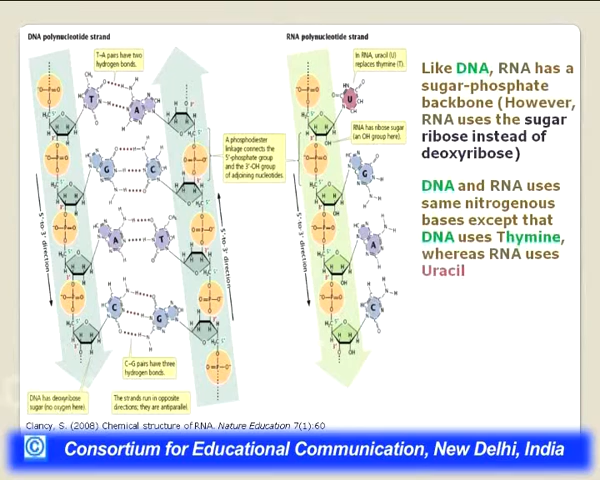 DNA polynucleotide strand
RNA polynucleotide strand
T–A pairs have two
hydrogen bonds.
In RNA, uracil (U)
replaces thymine (T).
A phosphodiester
linkage connects the
5'-phosphate group
and the 3'-OH group
of adjoining nucleotides.
RNA has ribose sugar
(an OH group here).
T
A
G
C
A
T
C
G
U
G
A
C
5'-to-3' direction
5'-to-3' direction
5'-to-3' direction
C–G pairs have three
hydrogen bonds.
DNA has deoxyribose
sugar (no oxygen here).
The strands run in opposite
directions; they are antiparallel.
Like DNA, RNA has a
sugar-phosphate
backbone (However,
RNA uses the sugar
ribose instead of
deoxyribose)
DNA and RNA uses
same nitrogenous
bases except that
DNA uses Thymine,
whereas RNA uses
Uracil
Clancy, S. (2008) Chemical structure of RNA. Nature Education 7(1):60
© Consortium for Educational Communication, New Delhi, India